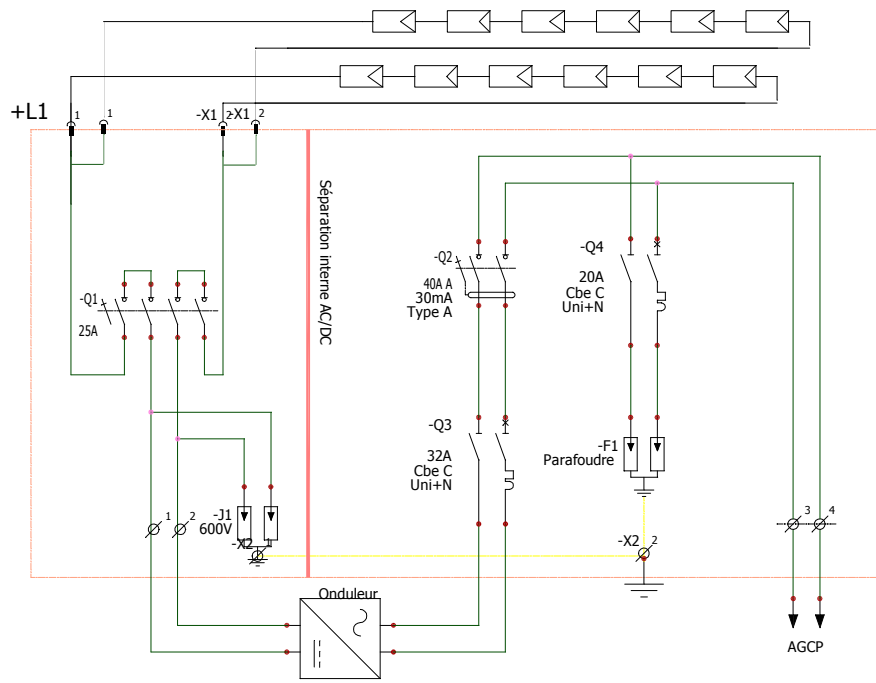 +L1
1
1
-X1
2
-X1
2
Séparation interne AC/DC
-Q1
25A
-Q2
40A A
30mA
Type A
-Q4
20A
Cbe C
Uni+N
-Q3
32A
Cbe C
Uni+N
-F1
Parafoudre
-J1
600V
1
2
-X2
1
-X2
2
3
4
Onduleur
AGCP